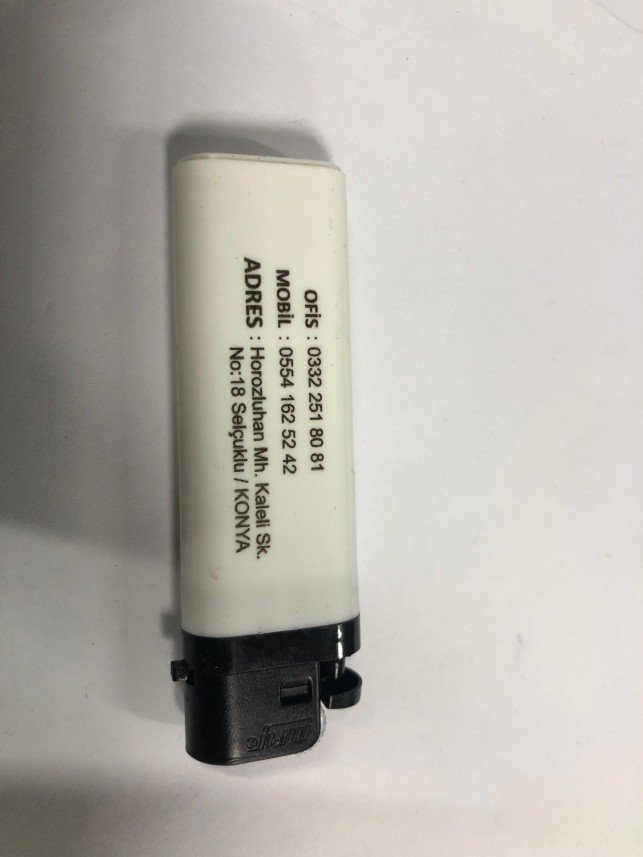 OFİS : 0332 251 80 81
MOBİL : 0554 162 52 42
ADRES : Horozluhan Mh. Kaleli Sk.
No:18 Selçuklu / KONYA